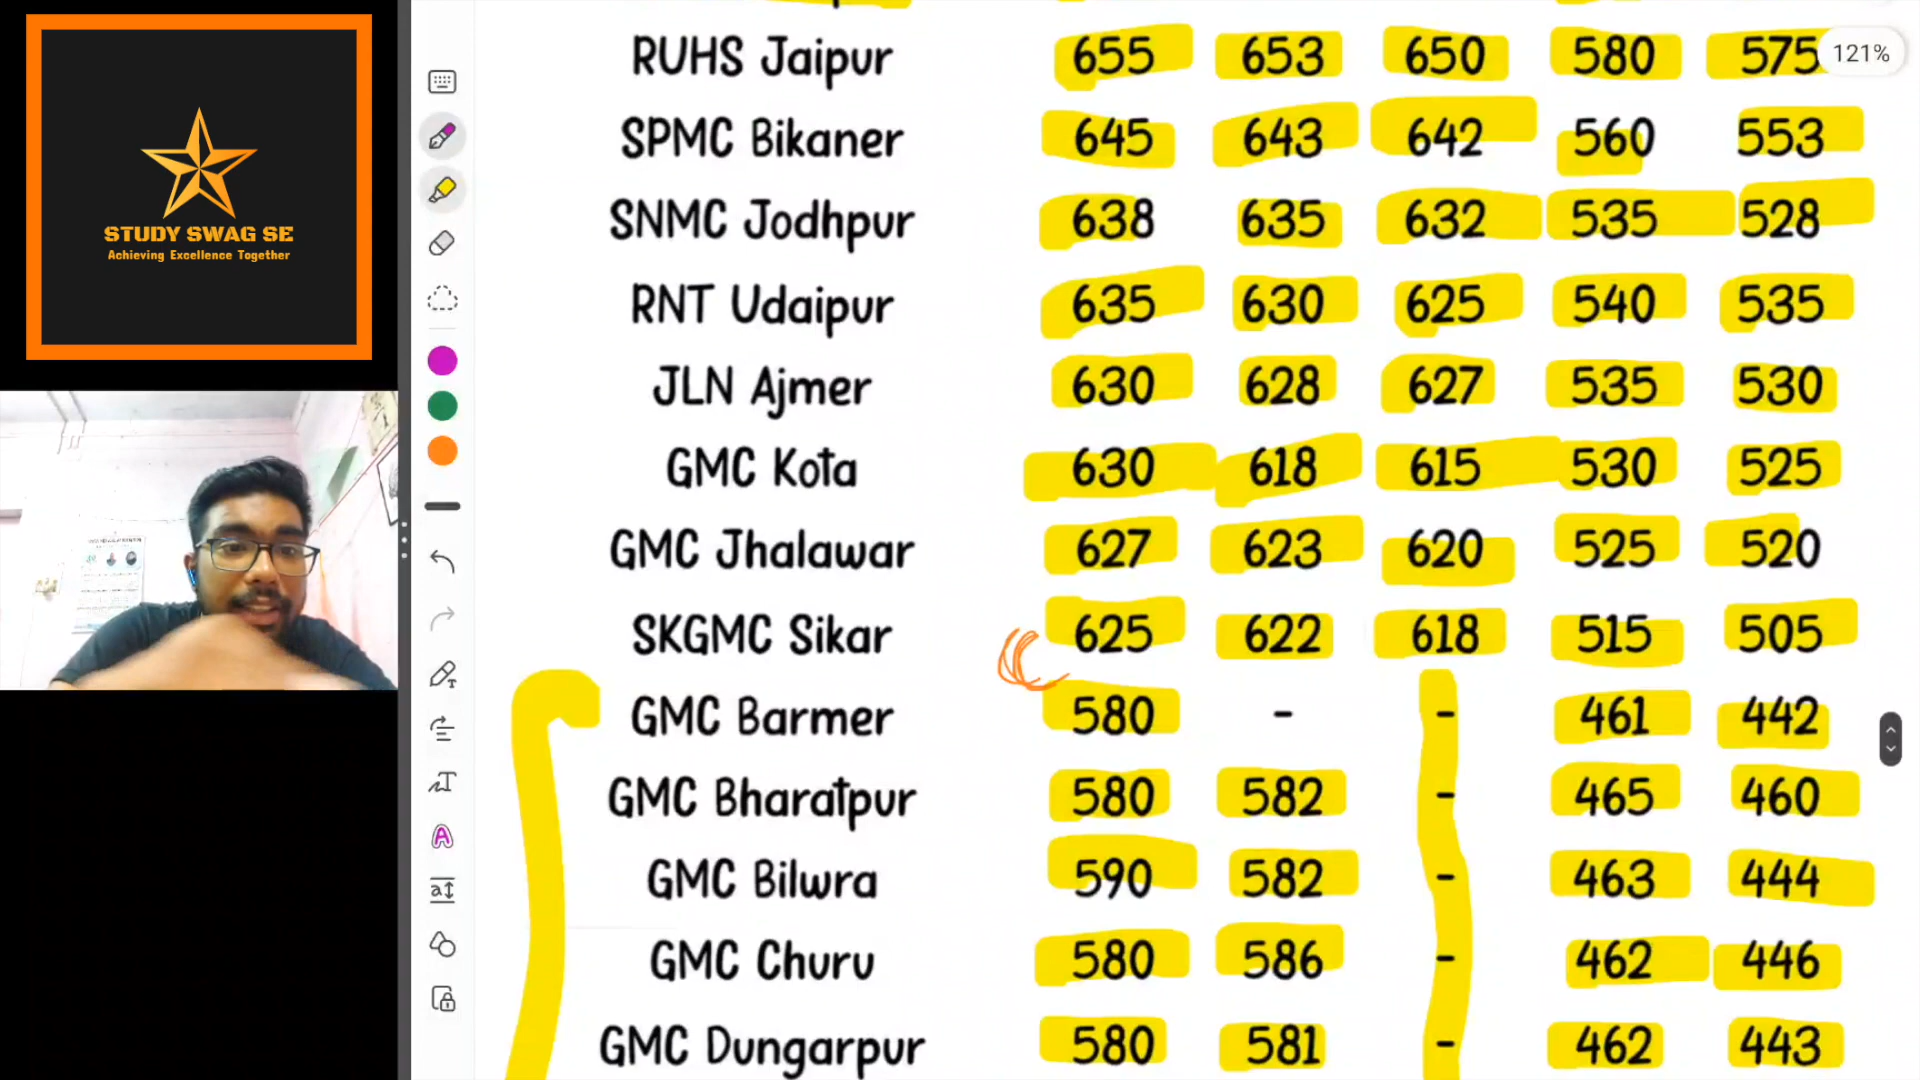 STUDY SWAG SE
Achieving Excellence Together
121%
RUHS Jaipur 655 653 650 580 575
SPMC Bikaner 645 643 642 560 553
SNMC Jodhpur 638 635 632 535 528
RNT Udaipur 635 630 625 540 535
JLN Ajmer 630 628 627 535 530
GMC Kota 630 618 615 530 525
GMC Jhalawar 627 623 620 525 520
SKGMC Sikar 625 622 618 515 505
GMC Barmer 580 - - 461 442
GMC Bharatpur 580 582 - 465 460
GMC Bilwra 590 582 - 463 444
GMC Churu 580 586 - 462 446
GMC Dungarpur 580 581 - 462 443